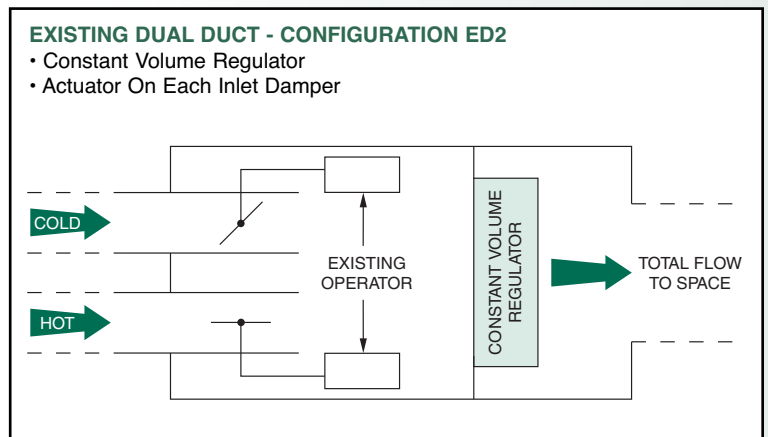 EXISTING DUAL DUCT - CONFIGURATION ED2
• Constant Volume Regulator
• Actuator On Each Inlet Damper
COLD
HOT
EXISTING
OPERATOR
CONSTANT VOLUME
REGULATOR
TOTAL FLOW
TO SPACE